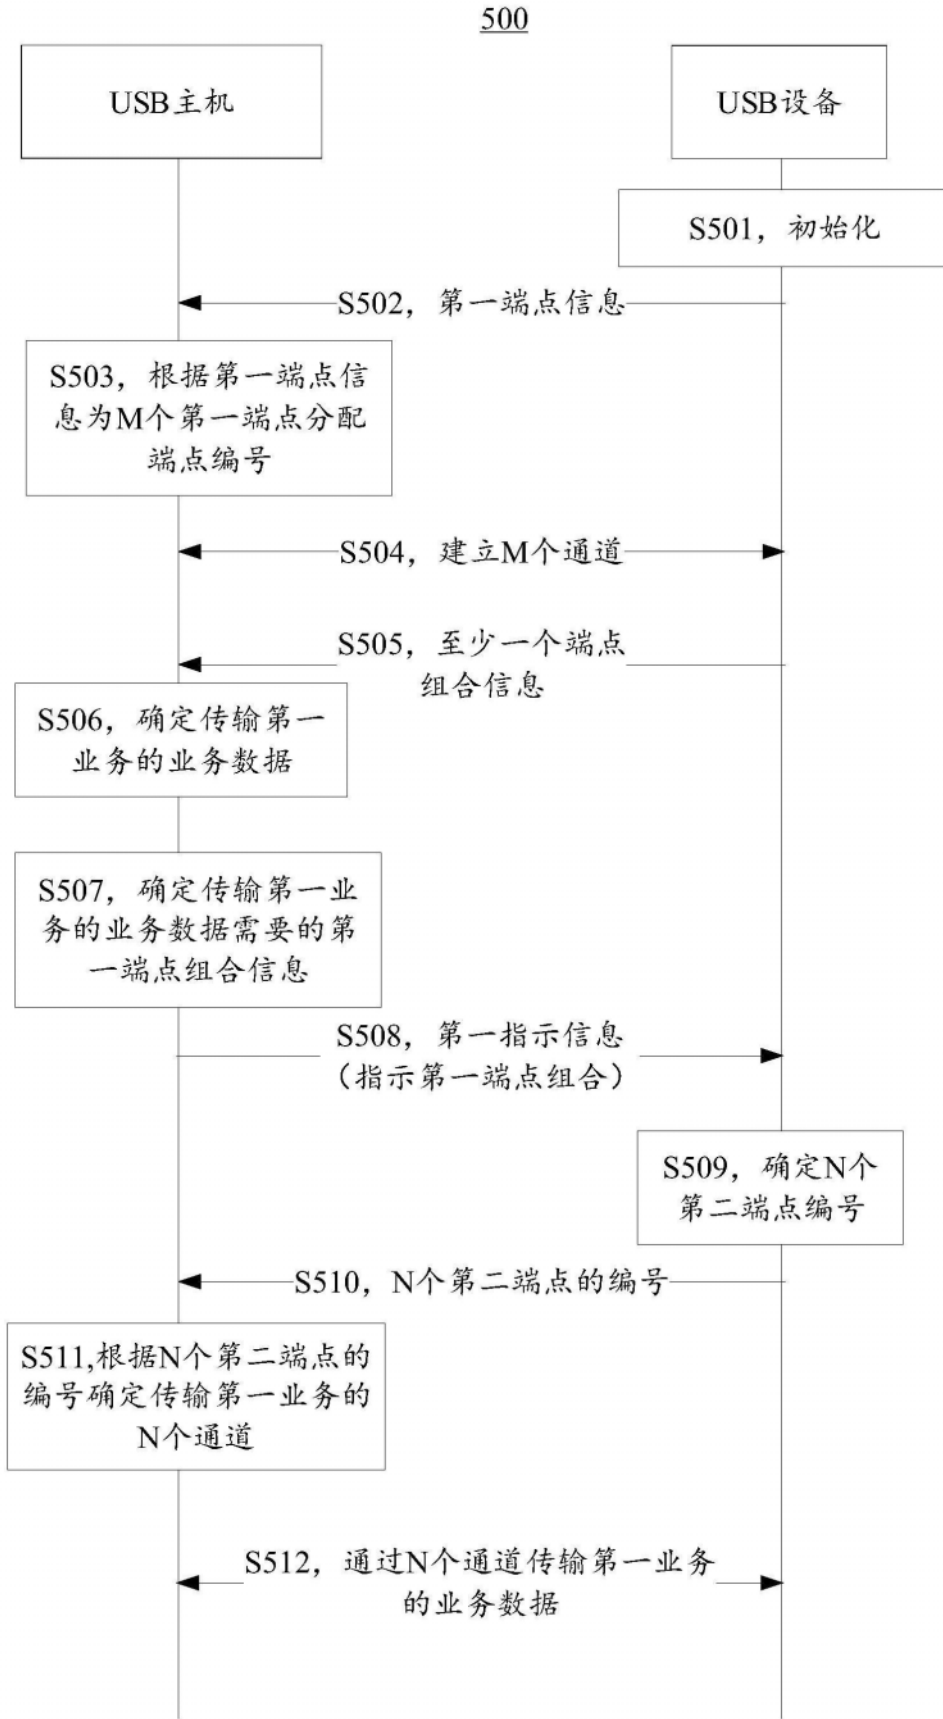 500
USB主机
USB设备
S501，初始化
S502，第一端点信息
S503，根据第一端点信
息为M个第一端点分配
端点编号
S504，建立M个通道
S505，至少一个端点
组合信息
S506，确定传输第一
业务的业务数据
S507，确定传输第一业
务的业务数据需要的第
一端点组合信息
S508，第一指示信息
（指示第一端点组合）
S509，确定N个
第二端点编号
S510，N个第二端点的编号
S511,根据N个第二端点的
编号确定传输第一业务的
N个通道
S512，通过N个通道传输第一业务
的业务数据